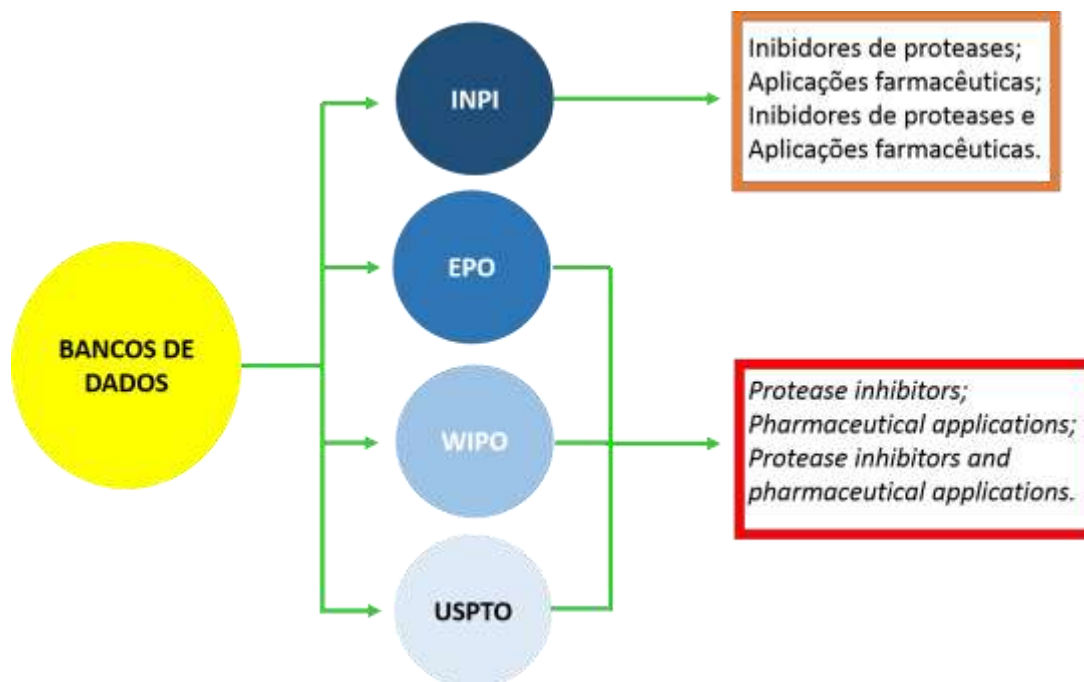 BANCOS DE
DADOS
INPI
EPO
WIPO
USPTO
Inibidores de proteases;
Aplicações farmacêuticas;
Inibidores de proteases e
Aplicações farmacêuticas.
Protease inhibitors;
Pharmaceutical applications;
Protease inhibitors and
pharmaceutical applications.